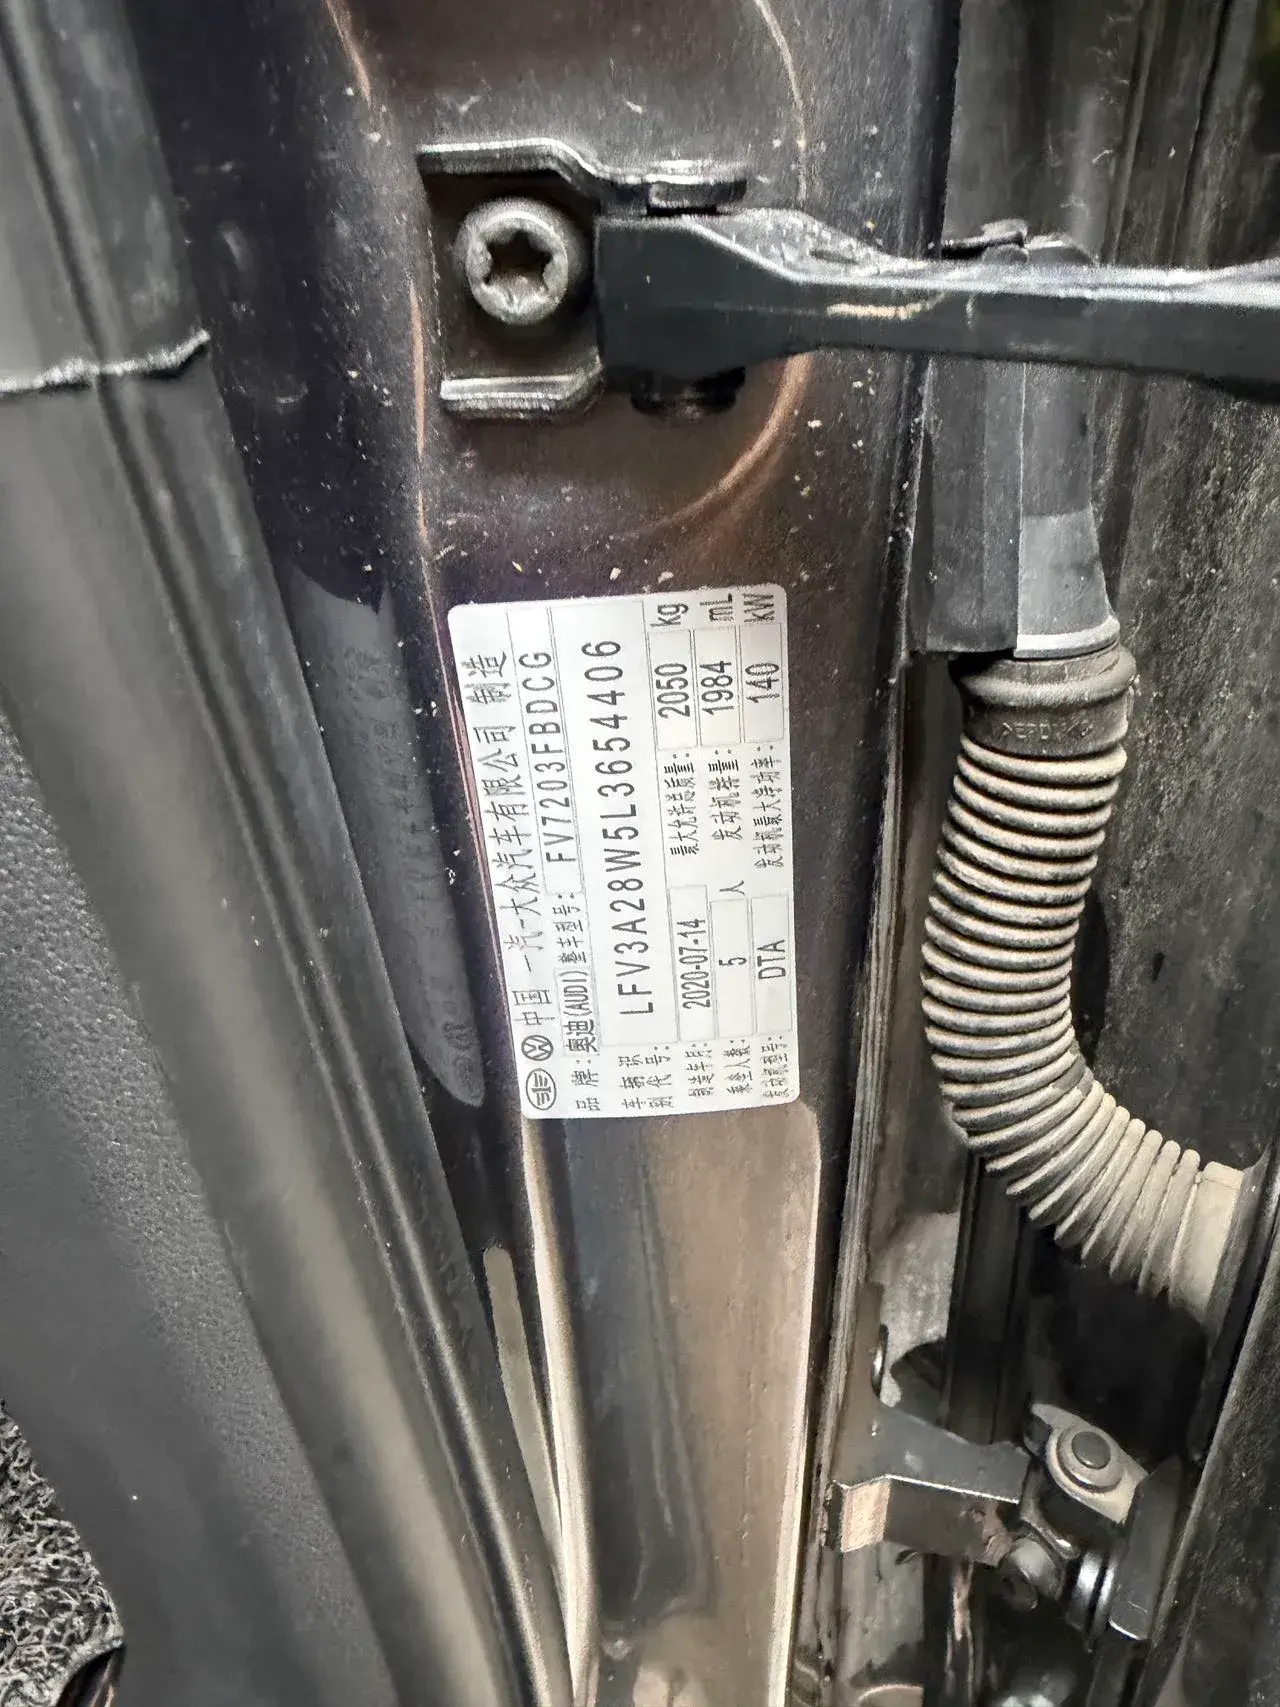 中国 一汽-大众汽车有限公司 制造
品牌: 奥迪(AUDI) 整车型号: FV7203FBDCG
车辆识别代号: LFV3A28W5L3654406
制造年月: 2020-07-14 最大允许总质量: 2050 kg
乘坐人数: 5 人 发动机排量: 1984 mL
发动机型号: DTA 发动机最大净功率: 140 kW